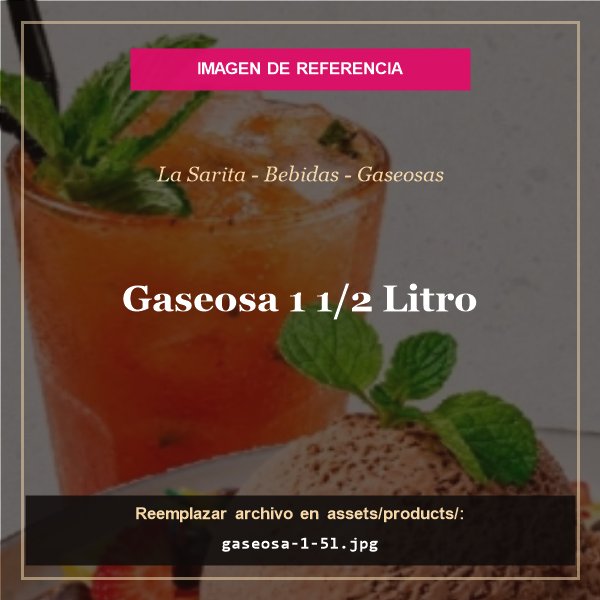 IMAGEN DE REFERENCIA
La Sarita - Bebidas - Gaseosas
Gaseosa 1 1/2 Litro
Reemplazar archivo en assets/products/:
gaseosa-1-5l.jpg